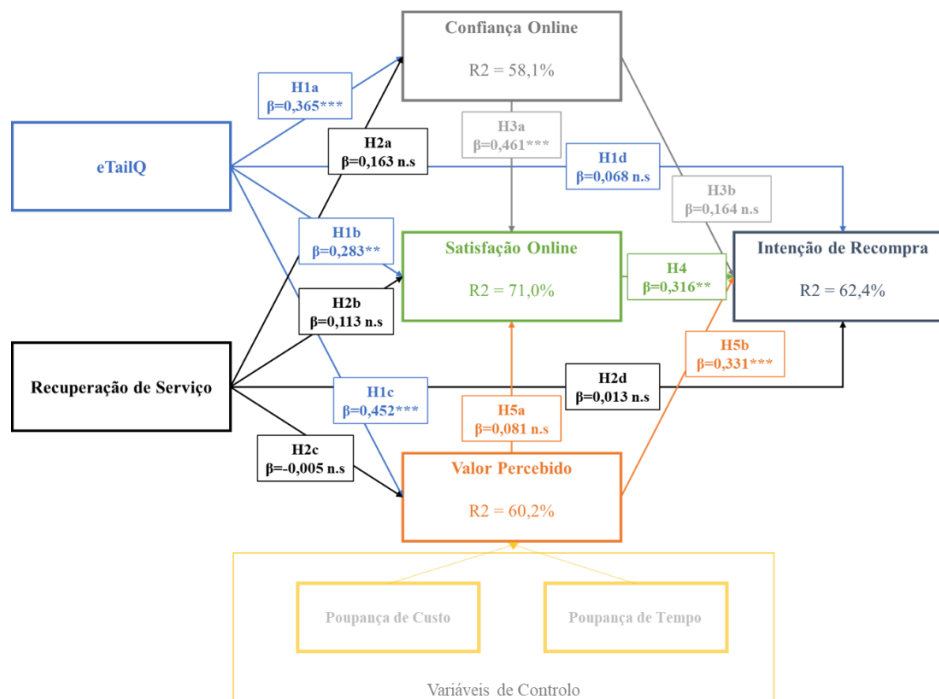 Confiança Online
R2 = 58,1%
H1a
β=0,365***
H2a
β=0,163 n.s
H3a
β=0,461***
eTailQ
H1d
β=0,068 n.s
H3b
β=0,164 n.s
H1b
β=0,283**
Satisfação Online
R2 = 71,0%
H4
β=0,316**
Intenção de Recompra
R2 = 62,4%
H2b
β=0,113 n.s
Recuperação de Serviço
H1c
β=0,452***
H5a
β=0,081 n.s
H2d
β=0,013 n.s
H5b
β=0,331***
H2c
β=-0,005 n.s
Valor Percebido
R2 = 60,2%
Poupança de Custo
Poupança de Tempo
Variáveis de Controlo